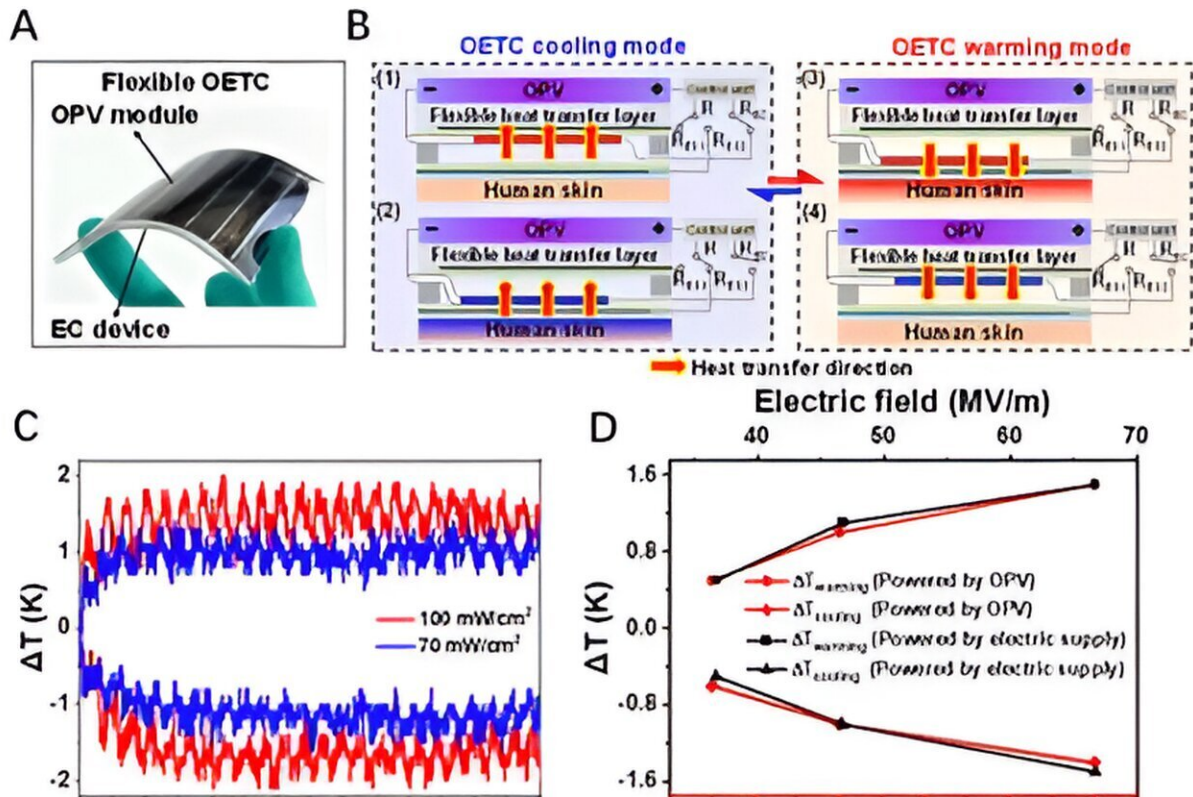 A
Flexible OETC
OPV module
EC device
B
OETC cooling mode
OETC warming mode
(1)
OPV
Flexible heat transfer layer
Human skin
(2)
OPV
Flexible heat transfer layer
Human skin
(3)
OPV
Flexible heat transfer layer
Human skin
(4)
OPV
Flexible heat transfer layer
Human skin
Heat transfer direction
C
ΔT (K)
2
1
0
-1
-2
100 mW/cm²
70 mW/cm²
D
Electric field (MV/m)
40 50 60 70
ΔT (K)
1.6
0.8
0.0
-0.8
-1.6
ΔTwarming (Powered by OPV)
ΔTcooling (Powered by OPV)
ΔTwarming (Powered by electric supply)
ΔTcooling (Powered by electric supply)